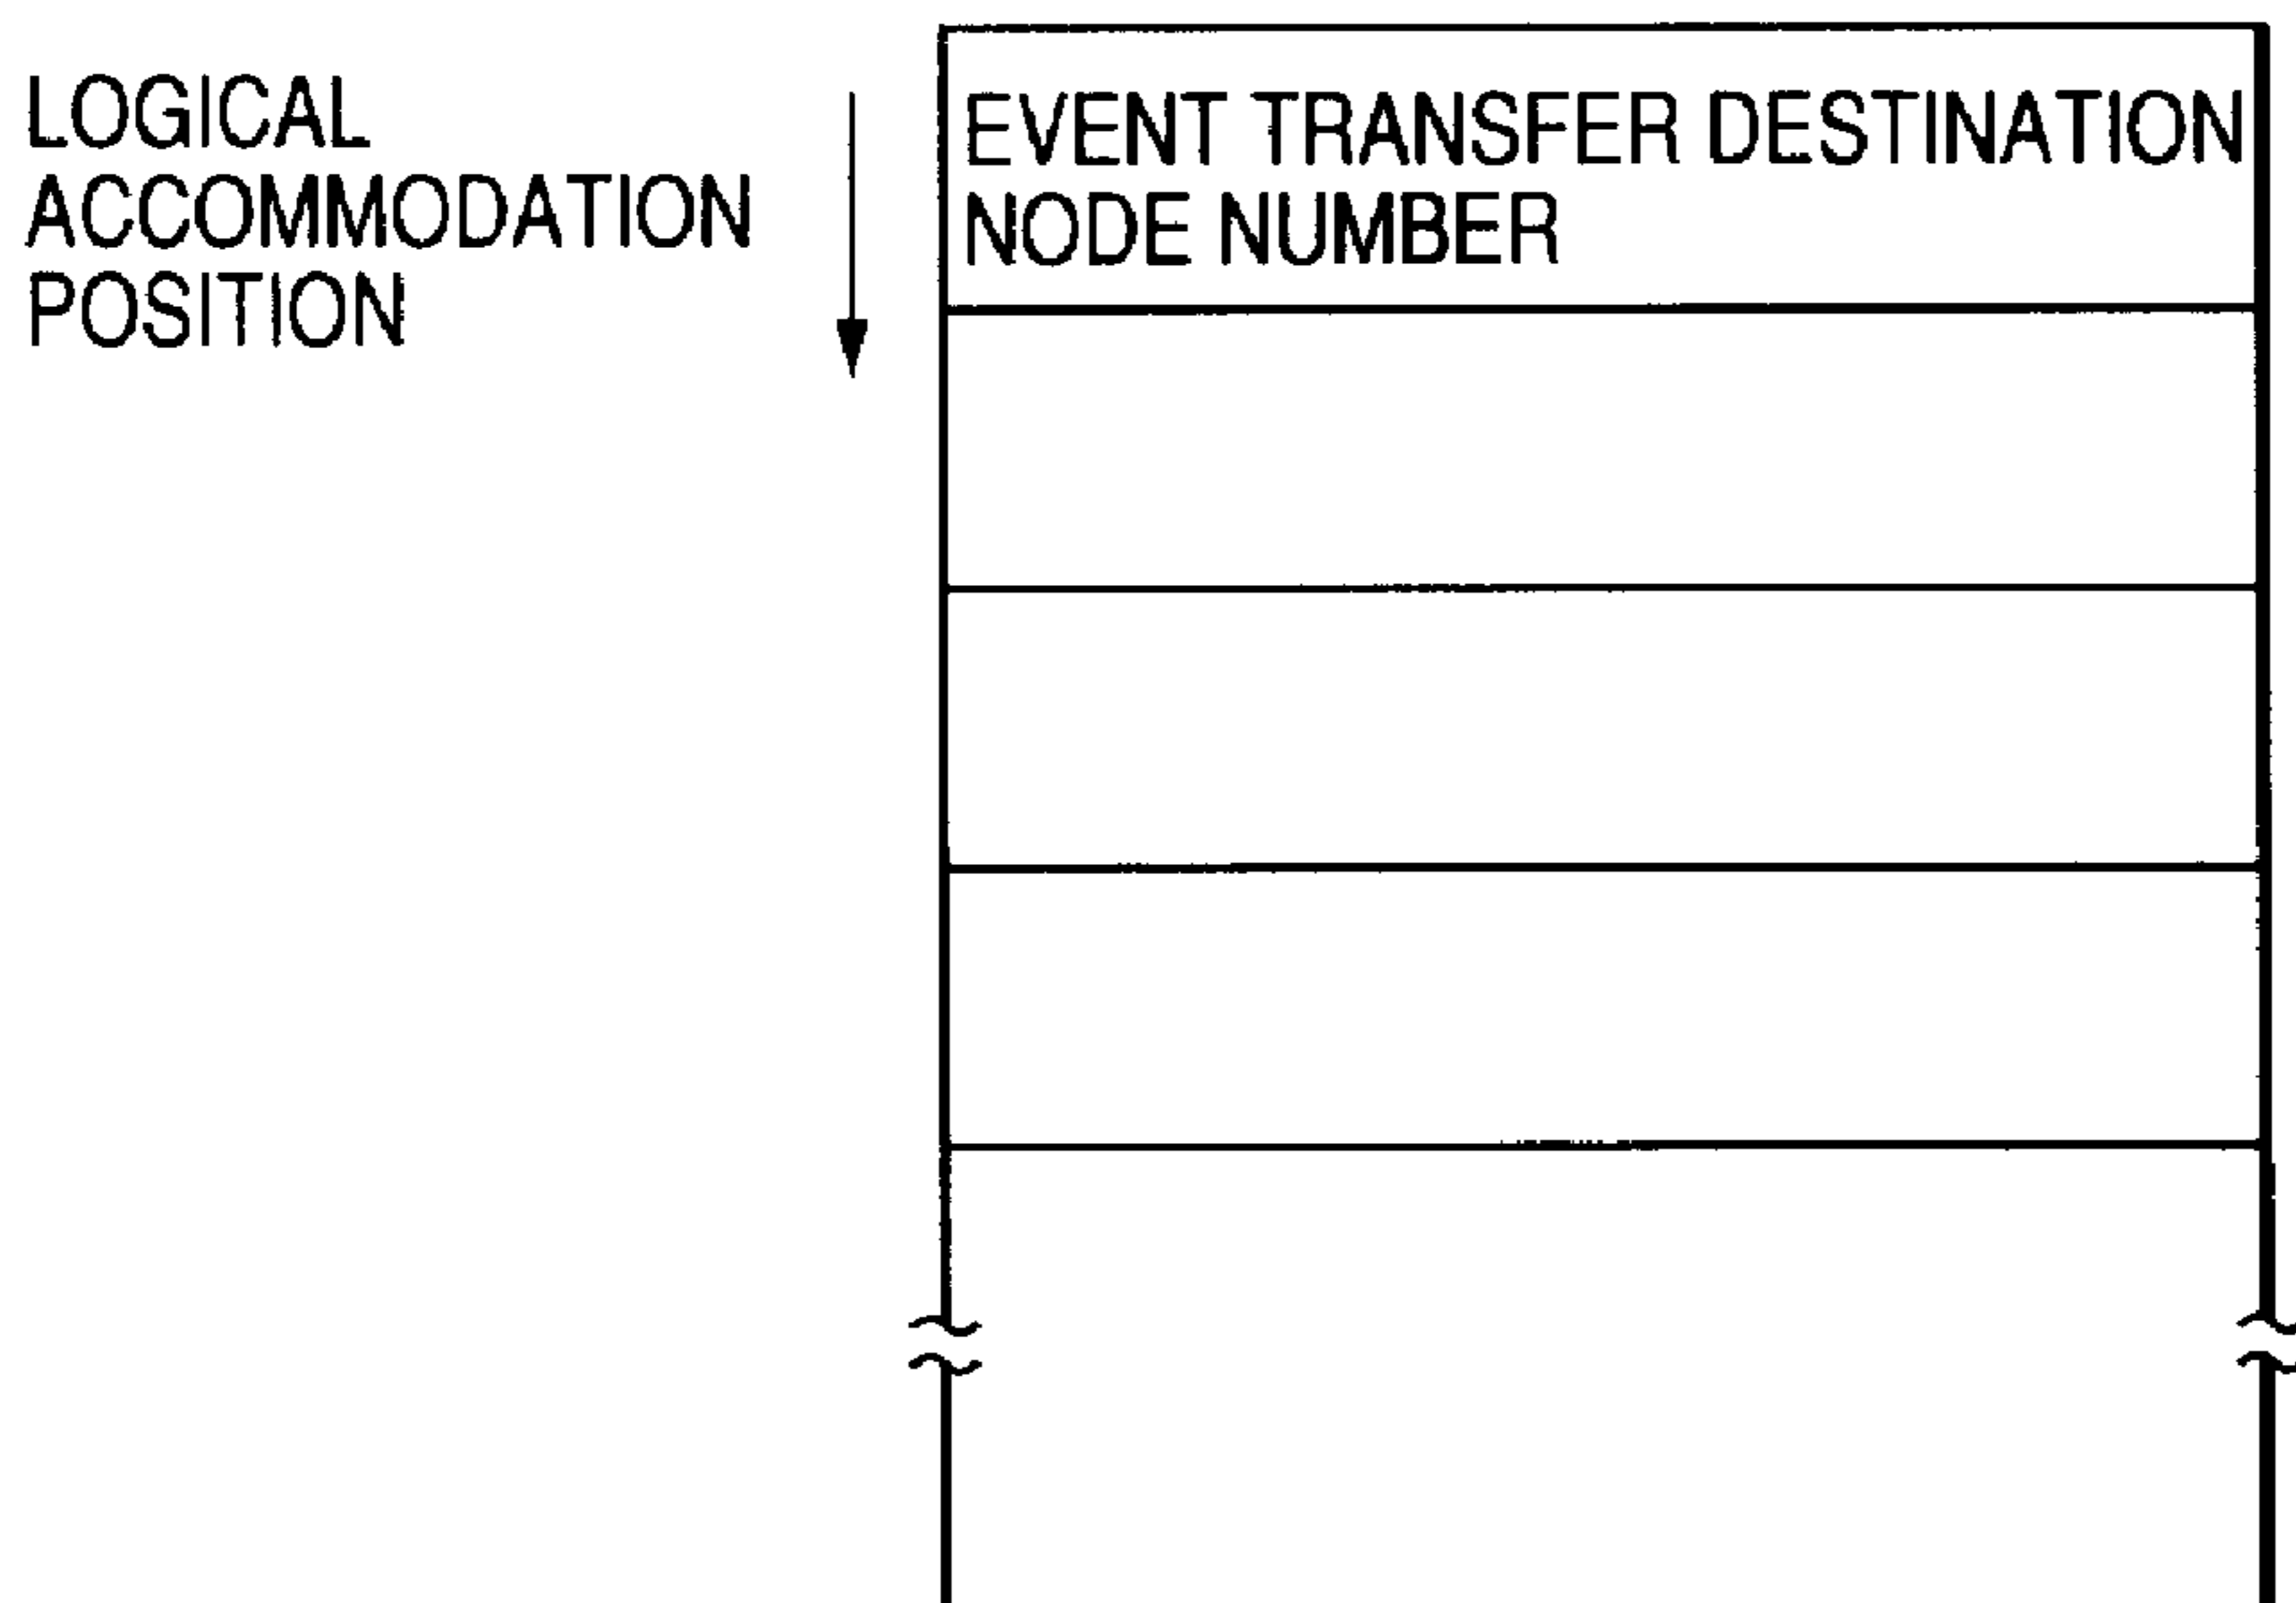 LOGICAL
ACCOMMODATION
POSITION
EVENT TRANSFER DESTINATION
NODE NUMBER